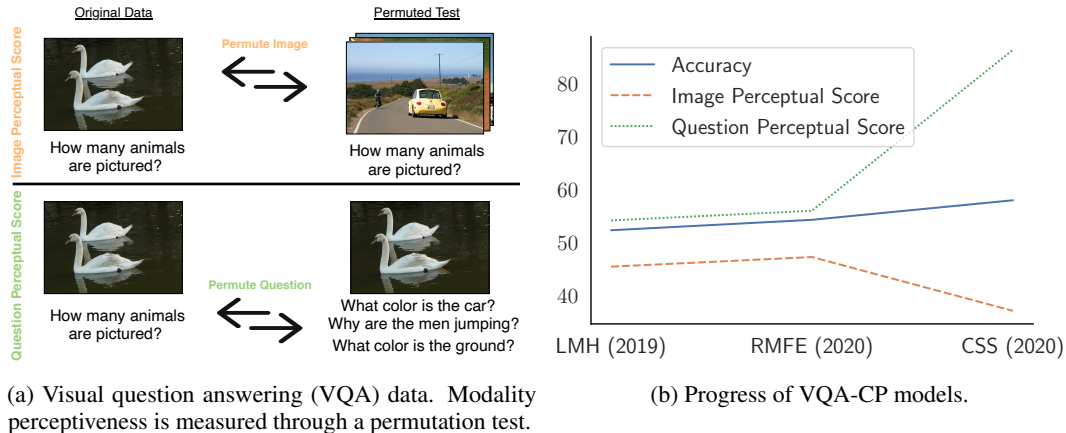 Original Data
Permuted Test
Image Perceptual Score
Permute Image
How many animals
are pictured?
How many animals
are pictured?
Question Perceptual Score
Permute Question
How many animals
are pictured?
What color is the car?
Why are the men jumping?
What color is the ground?
(a) Visual question answering (VQA) data. Modality
perceptiveness is measured through a permutation test.
Accuracy
Image Perceptual Score
Question Perceptual Score
80
70
60
50
40
LMH (2019)
RMFE (2020)
CSS (2020)
(b) Progress of VQA-CP models.